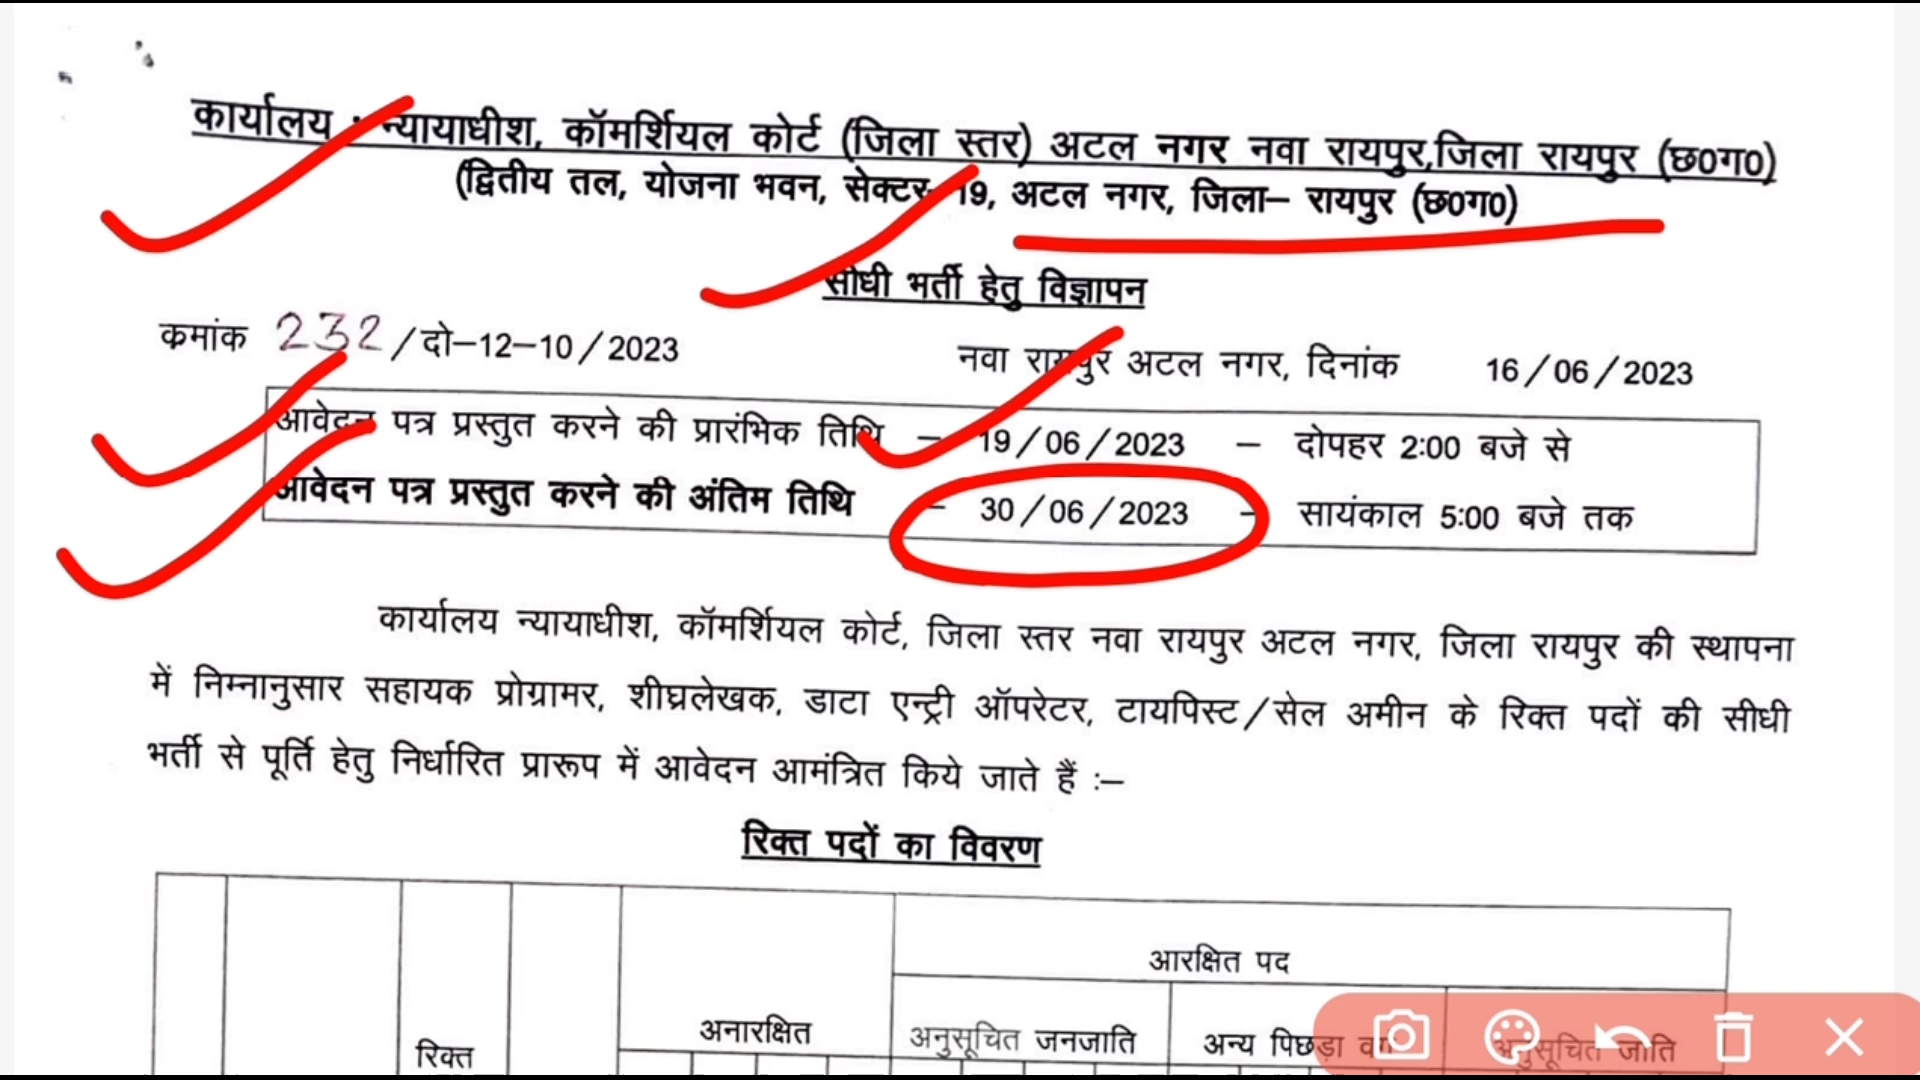 कार्यालय : न्यायाधीश, कॉमर्शियल कोर्ट (जिला स्तर) अटल नगर नवा रायपुर,जिला रायपुर (छ0ग0)
(द्वितीय तल, योजना भवन, सेक्टर-19, अटल नगर, जिला– रायपुर (छ0ग0)
सीधी भर्ती हेतु विज्ञापन
कमांक 232/दो–12–10/2023 नवा रायपुर अटल नगर, दिनांक 16/06/2023
आवेदन पत्र प्रस्तुत करने की प्रारंभिक तिथि – 19/06/2023 – दोपहर 2:00 बजे से
आवेदन पत्र प्रस्तुत करने की अंतिम तिथि – 30/06/2023 – सायंकाल 5:00 बजे तक
कार्यालय न्यायाधीश, कॉमर्शियल कोर्ट, जिला स्तर नवा रायपुर अटल नगर, जिला रायपुर की स्थापना
में निम्नानुसार सहायक प्रोग्रामर, शीघ्रलेखक, डाटा एन्ट्री ऑपरेटर, टायपिस्ट/सेल अमीन के रिक्त पदों की सीधी
भर्ती से पूर्ति हेतु निर्धारित प्रारूप में आवेदन आमंत्रित किये जाते हैं :–
रिक्त पदों का विवरण
आरक्षित पद
रिक्त अनारक्षित अनुसूचित जनजाति अन्य पिछड़ा वर्ग अनुसूचित जाति